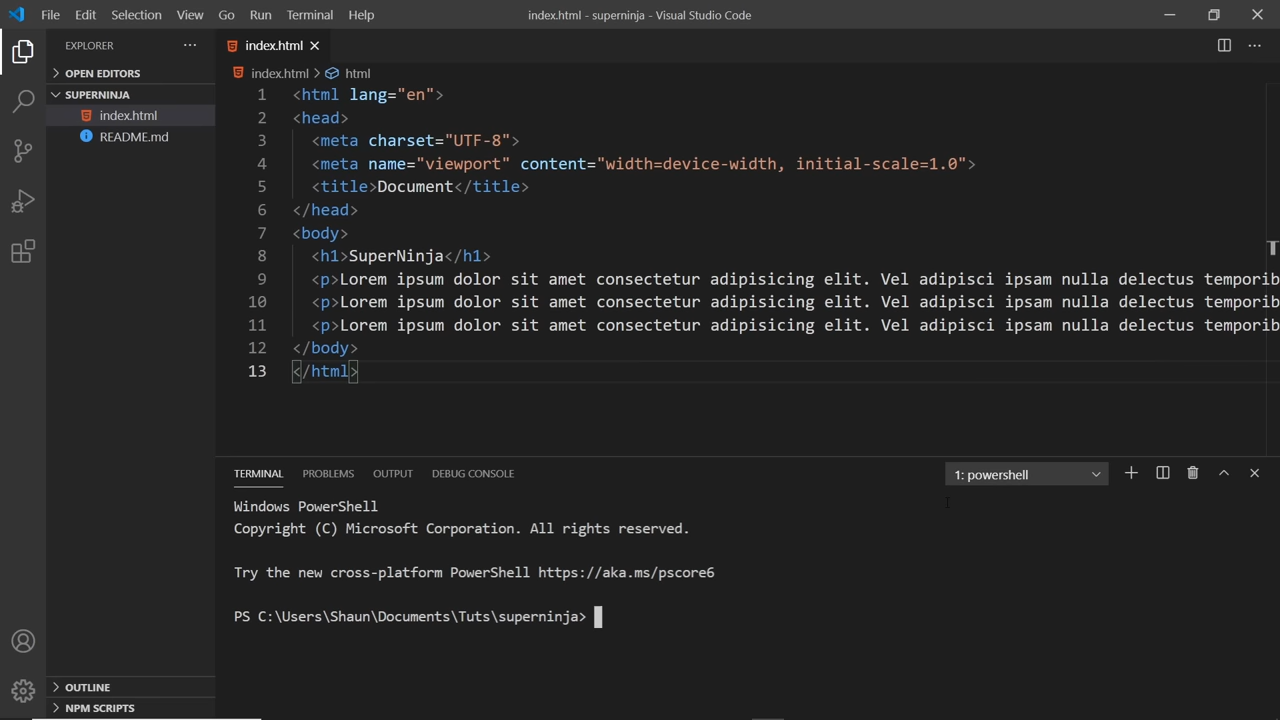 File Edit Selection View Go Run Terminal Help
index.html - superninja - Visual Studio Code
EXPLORER
OPEN EDITORS
SUPERNINJA
index.html
README.md
OUTLINE
NPM SCRIPTS
index.html
index.html > html
1 <html lang="en">
2 <head>
3 <meta charset="UTF-8">
4 <meta name="viewport" content="width=device-width, initial-scale=1.0">
5 <title>Document</title>
6 </head>
7 <body>
8 <h1>SuperNinja</h1>
9 <p>Lorem ipsum dolor sit amet consectetur adipisicing elit. Vel adipisci ipsam nulla delectus temporib
10 <p>Lorem ipsum dolor sit amet consectetur adipisicing elit. Vel adipisci ipsam nulla delectus temporib
11 <p>Lorem ipsum dolor sit amet consectetur adipisicing elit. Vel adipisci ipsam nulla delectus temporib
12 </body>
13 </html>
TERMINAL PROBLEMS OUTPUT DEBUG CONSOLE
1: powershell
Windows PowerShell
Copyright (C) Microsoft Corporation. All rights reserved.
Try the new cross-platform PowerShell https://aka.ms/pscore6
PS C:\Users\Shaun\Documents\Tuts\superninja>